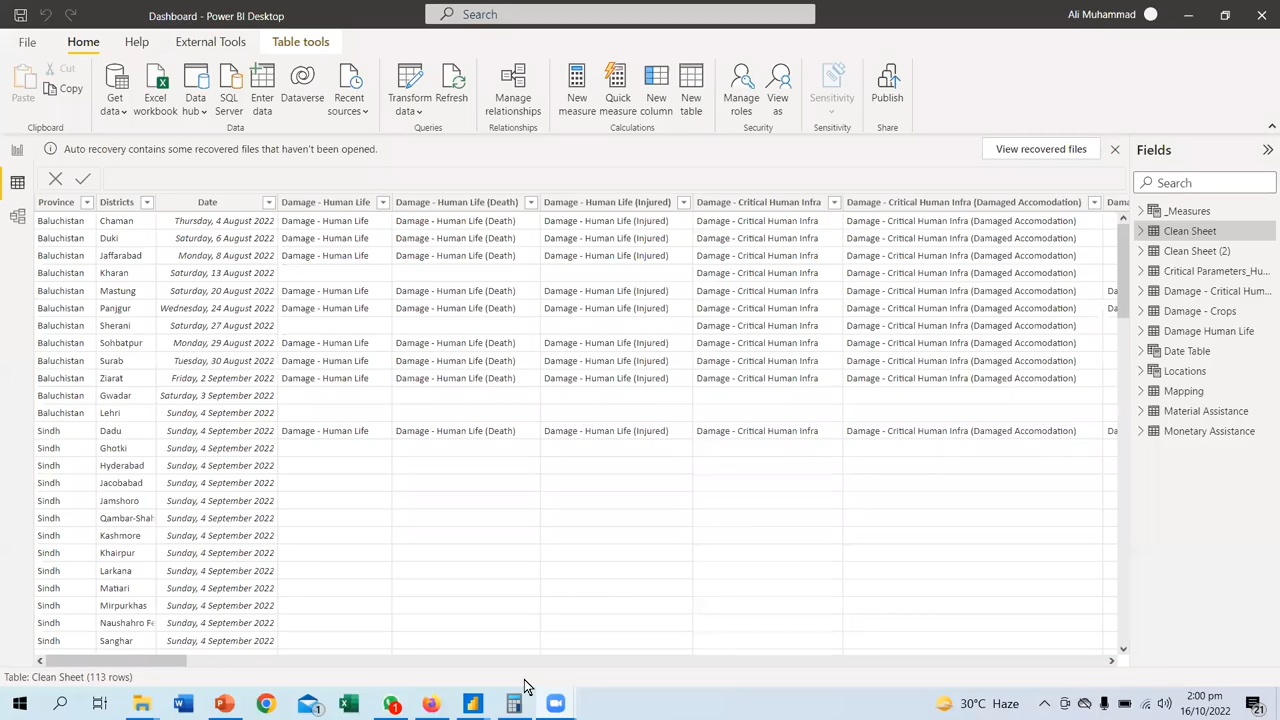 Dashboard - Power BI Desktop
Search
Ali Muhammad
File Home Help External Tools Table tools
Paste Cut Copy
Get data Excel workbook Data hub SQL Server Enter data Dataverse Recent sources Transform data Refresh Manage relationships New measure Quick measure New column New table Manage roles View as Sensitivity Publish
Clipboard Data Queries Relationships Calculations Security Sensitivity Share
Auto recovery contains some recovered files that haven't been opened. View recovered files
Fields
Search
_Measures
Clean Sheet
Clean Sheet (2)
Critical Parameters_Hu...
Damage - Critical Hum...
Damage - Crops
Damage Human Life
Date Table
Locations
Mapping
Material Assistance
Monetary Assistance
Province Districts Date Damage - Human Life Damage - Human Life (Death) Damage - Human Life (Injured) Damage - Critical Human Infra Damage - Critical Human Infra (Damaged Accomodation) Dama
Baluchistan Chaman Thursday, 4 August 2022 Damage - Human Life Damage - Human Life (Death) Damage - Human Life (Injured) Damage - Critical Human Infra Damage - Critical Human Infra (Damaged Accomodation)
Baluchistan Duki Saturday, 6 August 2022 Damage - Human Life Damage - Human Life (Death) Damage - Human Life (Injured) Damage - Critical Human Infra Damage - Critical Human Infra (Damaged Accomodation)
Baluchistan Jaffarabad Monday, 8 August 2022 Damage - Human Life Damage - Human Life (Death) Damage - Human Life (Injured) Damage - Critical Human Infra Damage - Critical Human Infra (Damaged Accomodation)
Baluchistan Kharan Saturday, 13 August 2022 Damage - Critical Human Infra Damage - Critical Human Infra (Damaged Accomodation)
Baluchistan Mastung Saturday, 20 August 2022 Damage - Human Life Damage - Human Life (Death) Damage - Human Life (Injured) Damage - Critical Human Infra Damage - Critical Human Infra (Damaged Accomodation) Da
Baluchistan Panjgur Wednesday, 24 August 2022 Damage - Human Life Damage - Human Life (Death) Damage - Human Life (Injured) Damage - Critical Human Infra Damage - Critical Human Infra (Damaged Accomodation) Da
Baluchistan Sherani Saturday, 27 August 2022 Damage - Critical Human Infra Damage - Critical Human Infra (Damaged Accomodation)
Baluchistan Sohbatpur Monday, 29 August 2022 Damage - Human Life Damage - Human Life (Death) Damage - Human Life (Injured) Damage - Critical Human Infra Damage - Critical Human Infra (Damaged Accomodation)
Baluchistan Surab Tuesday, 30 August 2022 Damage - Human Life Damage - Human Life (Death) Damage - Human Life (Injured) Damage - Critical Human Infra Damage - Critical Human Infra (Damaged Accomodation)
Baluchistan Ziarat Friday, 2 September 2022 Damage - Human Life Damage - Human Life (Death) Damage - Human Life (Injured) Damage - Critical Human Infra Damage - Critical Human Infra (Damaged Accomodation)
Baluchistan Gwadar Saturday, 3 September 2022
Baluchistan Lehri Sunday, 4 September 2022
Sindh Dadu Sunday, 4 September 2022 Damage - Human Life Damage - Human Life (Death) Damage - Human Life (Injured) Damage - Critical Human Infra Damage - Critical Human Infra (Damaged Accomodation) Da
Sindh Ghotki Sunday, 4 September 2022
Sindh Hyderabad Sunday, 4 September 2022
Sindh Jacobabad Sunday, 4 September 2022
Sindh Jamshoro Sunday, 4 September 2022
Sindh Qambar-Shah Sunday, 4 September 2022
Sindh Kashmore Sunday, 4 September 2022
Sindh Khairpur Sunday, 4 September 2022
Sindh Larkana Sunday, 4 September 2022
Sindh Matiari Sunday, 4 September 2022
Sindh Mirpurkhas Sunday, 4 September 2022
Sindh Naushahro Fe Sunday, 4 September 2022
Sindh Sanghar Sunday, 4 September 2022
Table: Clean Sheet (113 rows)
30°C Haze
2:00 pm
16/10/2022
21